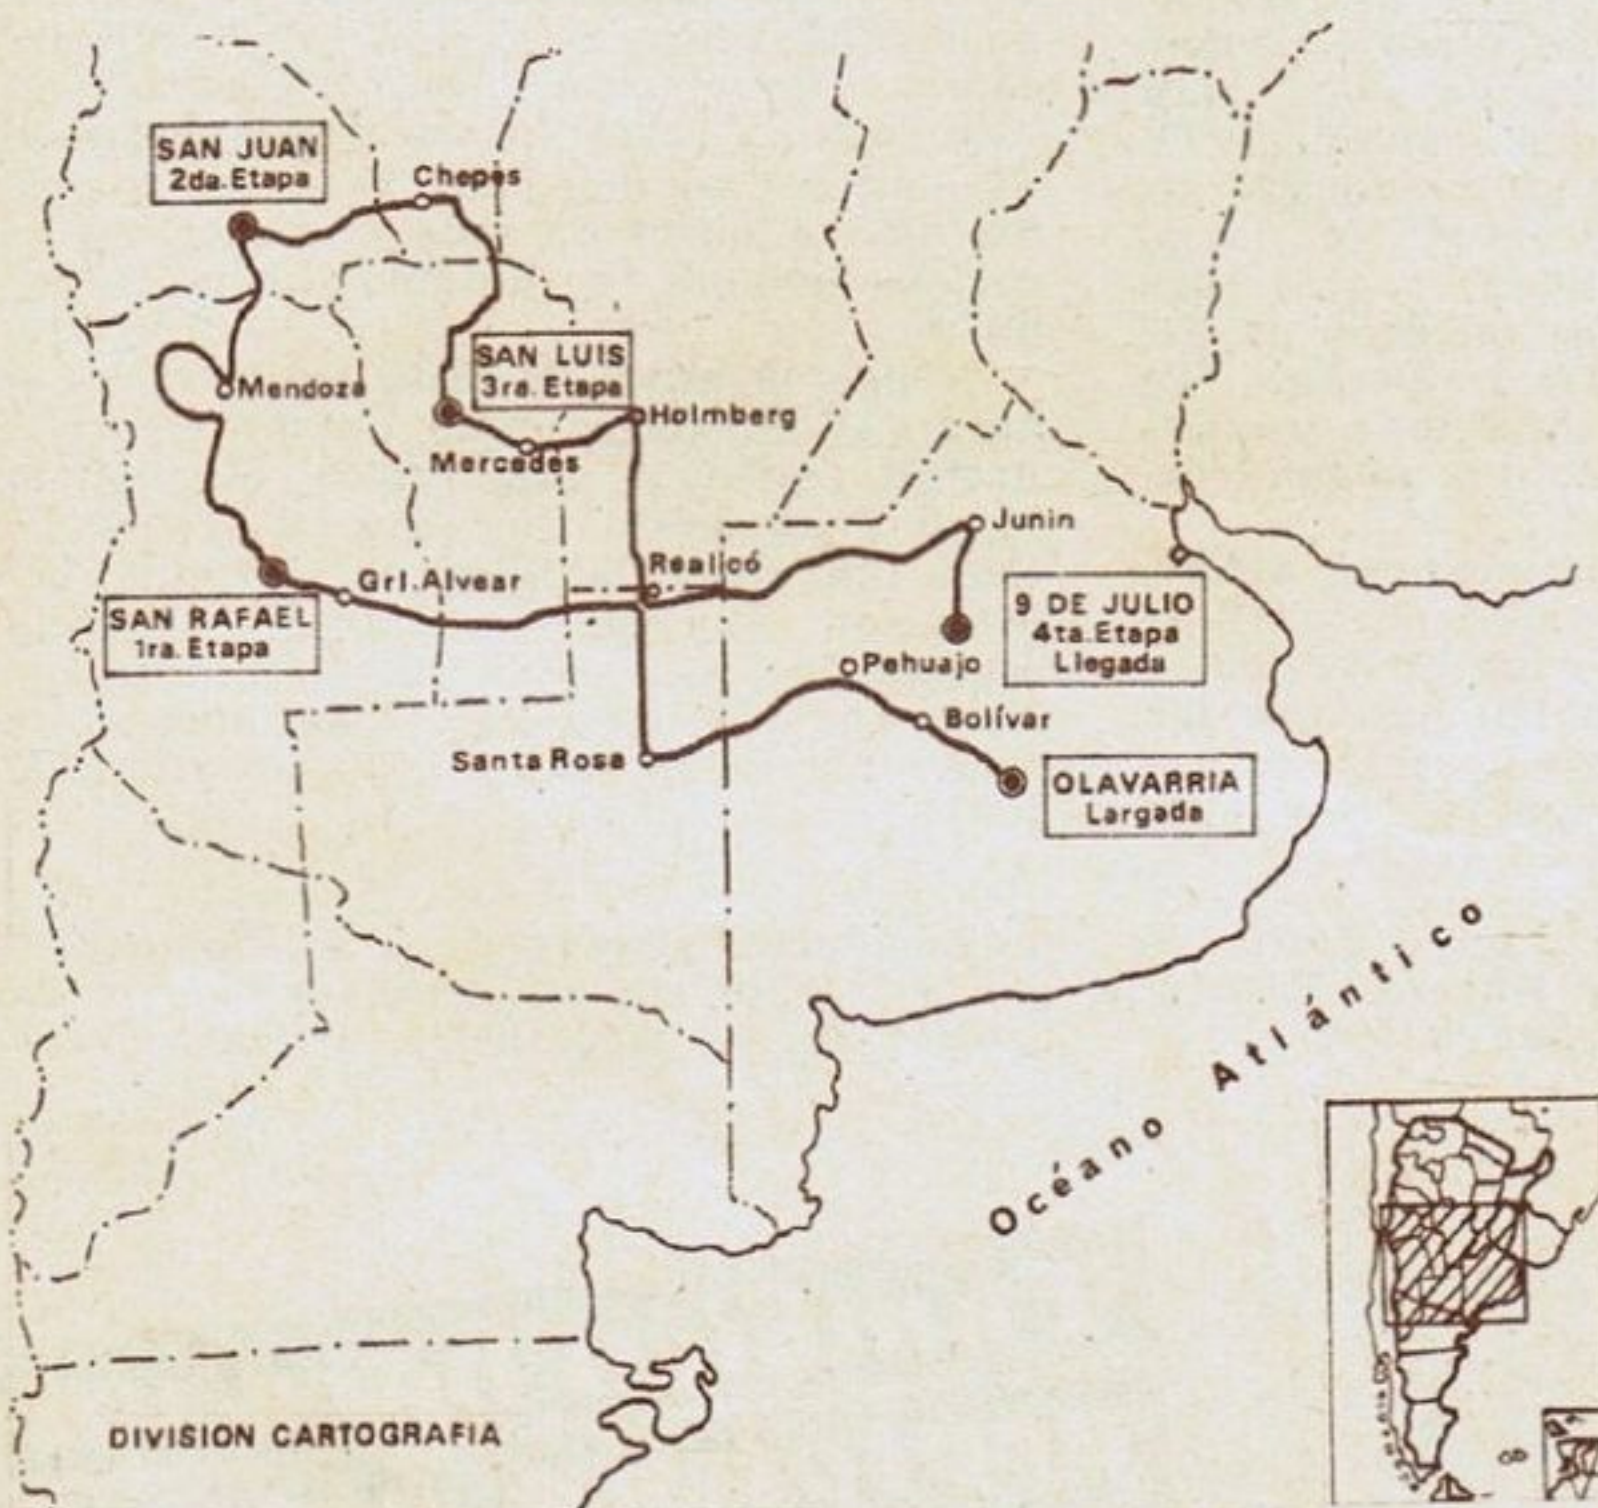 SAN JUAN
2da. Etapa
Chepes
SAN LUIS
3ra. Etapa
Mendoza
Holmberg
Mercedes
Junin
Realicó
Grl. Alvear
SAN RAFAEL
1ra. Etapa
9 DE JULIO
4ta. Etapa
Llegada
Pehuajo
Bolívar
Santa Rosa
OLAVARRIA
Largada
Océano Atlántico
DIVISION CARTOGRAFIA